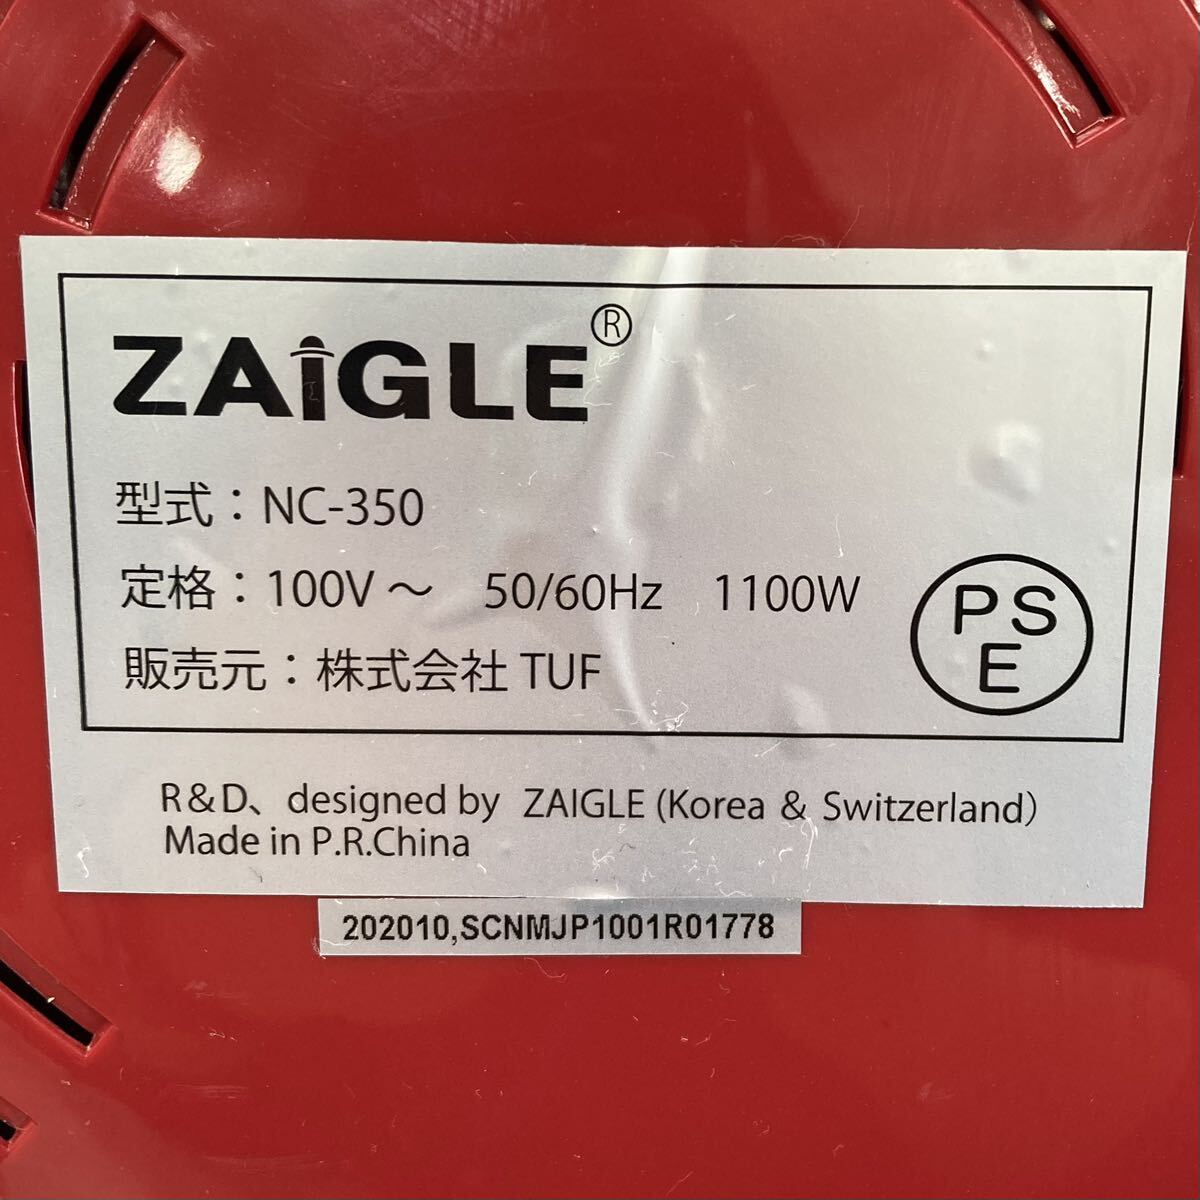 ZAiGLE®
型式：NC-350
定格：100V～ 50/60Hz 1100W
販売元：株式会社 TUF
PS
E
R&D、designed by ZAIGLE (Korea & Switzerland）
Made in P.R.China
202010,SCNMJP1001R01778